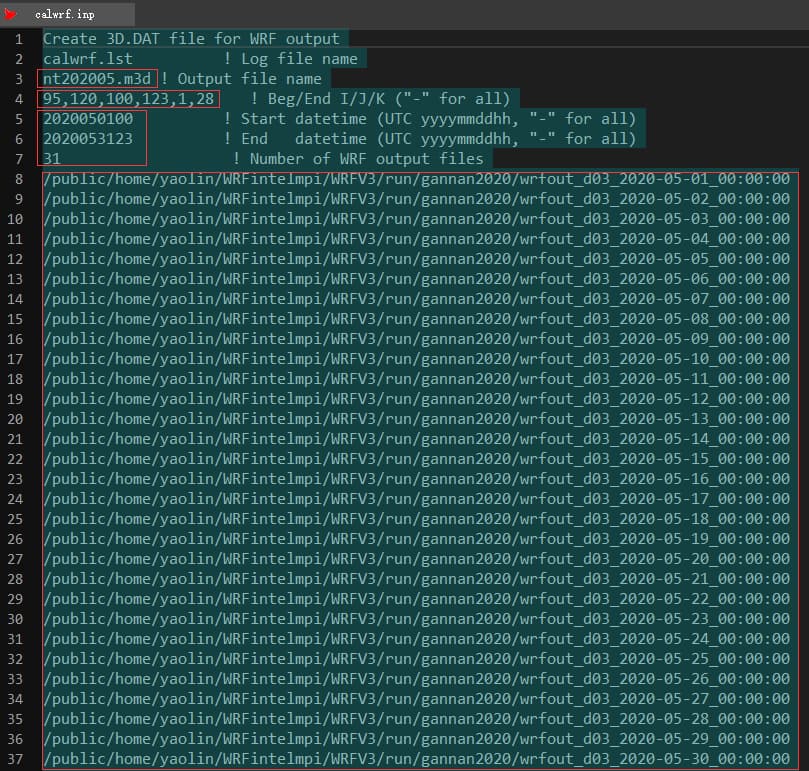 calwrf.inp
1 Create 3D.DAT file for WRF output
2 calwrf.lst ! Log file name
3 nt202005.m3d ! Output file name
4 95,120,100,123,1,28 ! Beg/End I/J/K ("-" for all)
5 2020050100 ! Start datetime (UTC yyyymmddhh, "-" for all)
6 2020053123 ! End datetime (UTC yyyymmddhh, "-" for all)
7 31 ! Number of WRF output files
8 /public/home/yaolin/WRFintelmpi/WRFV3/run/gannan2020/wrfout_d03_2020-05-01_00:00:00
9 /public/home/yaolin/WRFintelmpi/WRFV3/run/gannan2020/wrfout_d03_2020-05-02_00:00:00
10 /public/home/yaolin/WRFintelmpi/WRFV3/run/gannan2020/wrfout_d03_2020-05-03_00:00:00
11 /public/home/yaolin/WRFintelmpi/WRFV3/run/gannan2020/wrfout_d03_2020-05-04_00:00:00
12 /public/home/yaolin/WRFintelmpi/WRFV3/run/gannan2020/wrfout_d03_2020-05-05_00:00:00
13 /public/home/yaolin/WRFintelmpi/WRFV3/run/gannan2020/wrfout_d03_2020-05-06_00:00:00
14 /public/home/yaolin/WRFintelmpi/WRFV3/run/gannan2020/wrfout_d03_2020-05-07_00:00:00
15 /public/home/yaolin/WRFintelmpi/WRFV3/run/gannan2020/wrfout_d03_2020-05-08_00:00:00
16 /public/home/yaolin/WRFintelmpi/WRFV3/run/gannan2020/wrfout_d03_2020-05-09_00:00:00
17 /public/home/yaolin/WRFintelmpi/WRFV3/run/gannan2020/wrfout_d03_2020-05-10_00:00:00
18 /public/home/yaolin/WRFintelmpi/WRFV3/run/gannan2020/wrfout_d03_2020-05-11_00:00:00
19 /public/home/yaolin/WRFintelmpi/WRFV3/run/gannan2020/wrfout_d03_2020-05-12_00:00:00
20 /public/home/yaolin/WRFintelmpi/WRFV3/run/gannan2020/wrfout_d03_2020-05-13_00:00:00
21 /public/home/yaolin/WRFintelmpi/WRFV3/run/gannan2020/wrfout_d03_2020-05-14_00:00:00
22 /public/home/yaolin/WRFintelmpi/WRFV3/run/gannan2020/wrfout_d03_2020-05-15_00:00:00
23 /public/home/yaolin/WRFintelmpi/WRFV3/run/gannan2020/wrfout_d03_2020-05-16_00:00:00
24 /public/home/yaolin/WRFintelmpi/WRFV3/run/gannan2020/wrfout_d03_2020-05-17_00:00:00
25 /public/home/yaolin/WRFintelmpi/WRFV3/run/gannan2020/wrfout_d03_2020-05-18_00:00:00
26 /public/home/yaolin/WRFintelmpi/WRFV3/run/gannan2020/wrfout_d03_2020-05-19_00:00:00
27 /public/home/yaolin/WRFintelmpi/WRFV3/run/gannan2020/wrfout_d03_2020-05-20_00:00:00
28 /public/home/yaolin/WRFintelmpi/WRFV3/run/gannan2020/wrfout_d03_2020-05-21_00:00:00
29 /public/home/yaolin/WRFintelmpi/WRFV3/run/gannan2020/wrfout_d03_2020-05-22_00:00:00
30 /public/home/yaolin/WRFintelmpi/WRFV3/run/gannan2020/wrfout_d03_2020-05-23_00:00:00
31 /public/home/yaolin/WRFintelmpi/WRFV3/run/gannan2020/wrfout_d03_2020-05-24_00:00:00
32 /public/home/yaolin/WRFintelmpi/WRFV3/run/gannan2020/wrfout_d03_2020-05-25_00:00:00
33 /public/home/yaolin/WRFintelmpi/WRFV3/run/gannan2020/wrfout_d03_2020-05-26_00:00:00
34 /public/home/yaolin/WRFintelmpi/WRFV3/run/gannan2020/wrfout_d03_2020-05-27_00:00:00
35 /public/home/yaolin/WRFintelmpi/WRFV3/run/gannan2020/wrfout_d03_2020-05-28_00:00:00
36 /public/home/yaolin/WRFintelmpi/WRFV3/run/gannan2020/wrfout_d03_2020-05-29_00:00:00
37 /public/home/yaolin/WRFintelmpi/WRFV3/run/gannan2020/wrfout_d03_2020-05-30_00:00:00